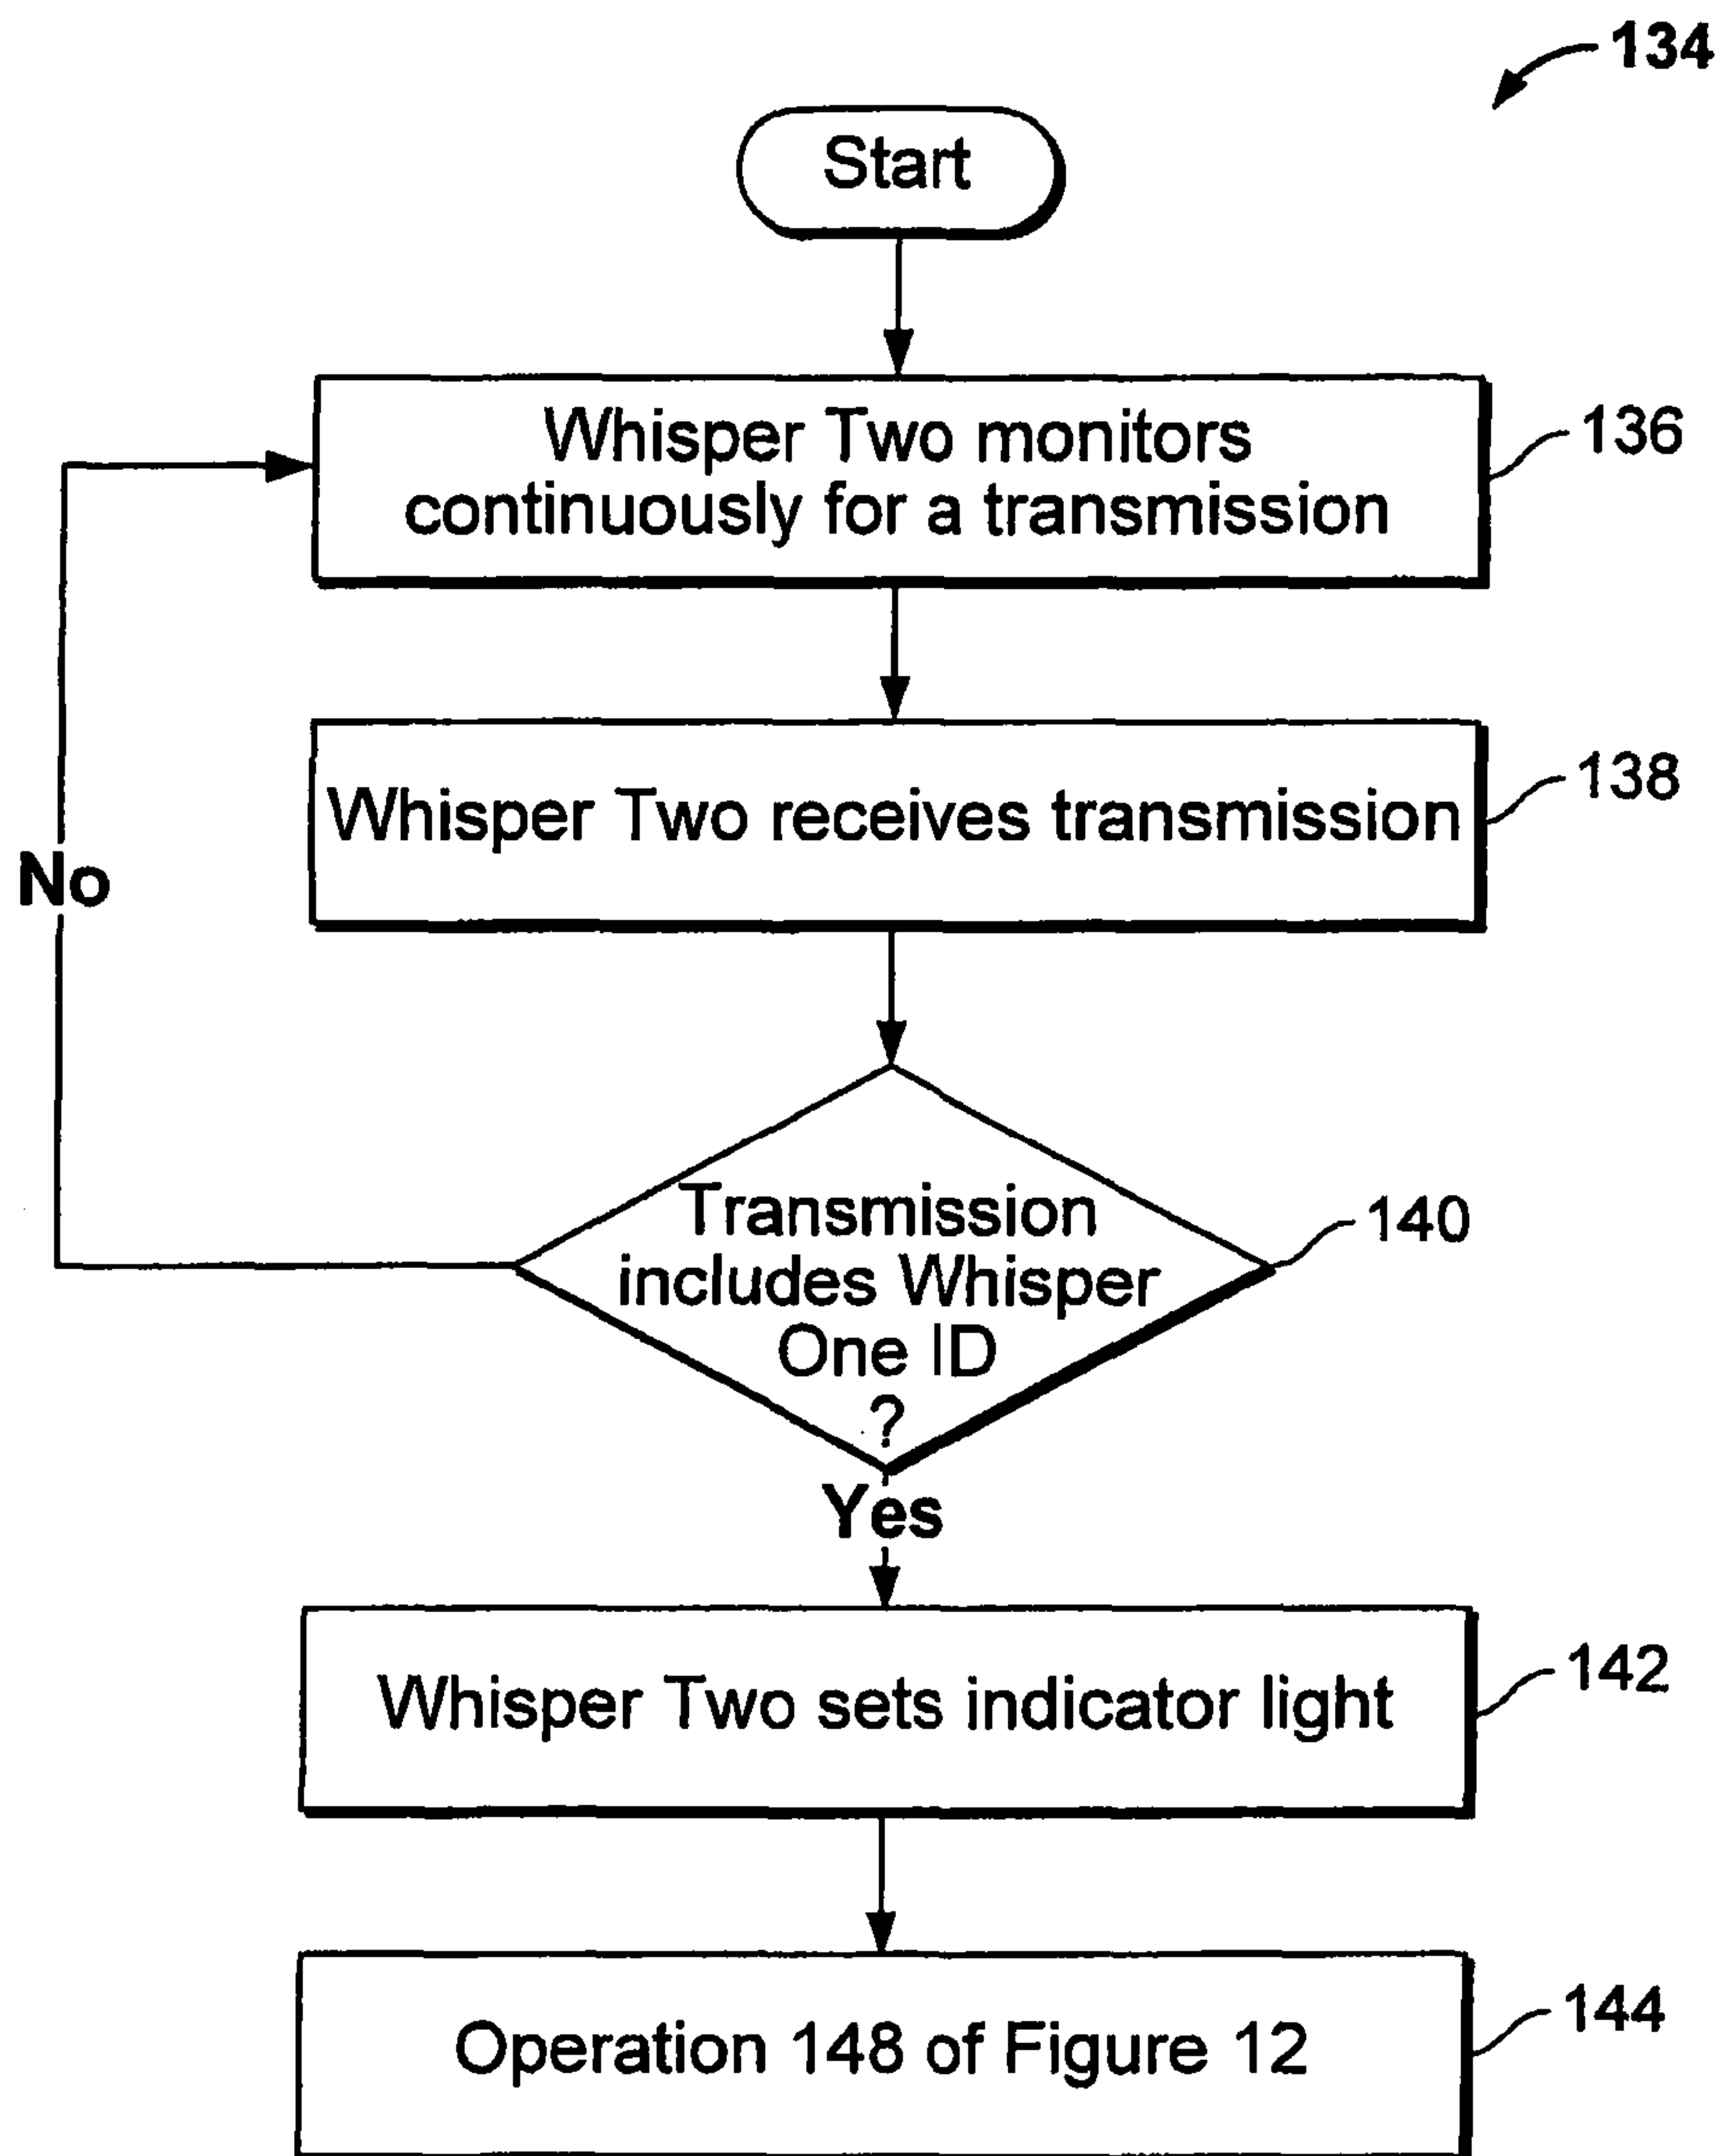 134
Start
Whisper Two monitors
continuously for a transmission
136
Whisper Two receives transmission
138
No
Transmission
includes Whisper
One ID
?
140
Yes
Whisper Two sets indicator light
142
Operation 148 of Figure 12
144